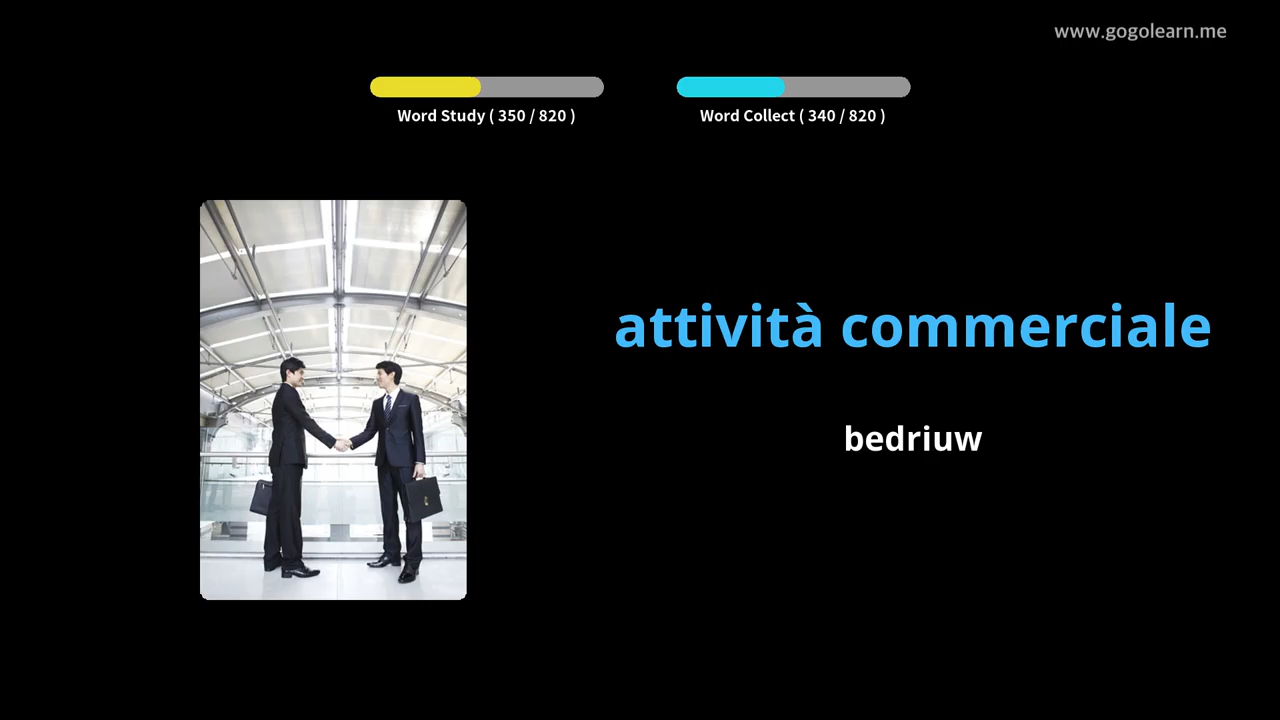 www.gogolearn.me
Word Study ( 350 / 820 )
Word Collect ( 340 / 820 )
attività commerciale
bedriuw